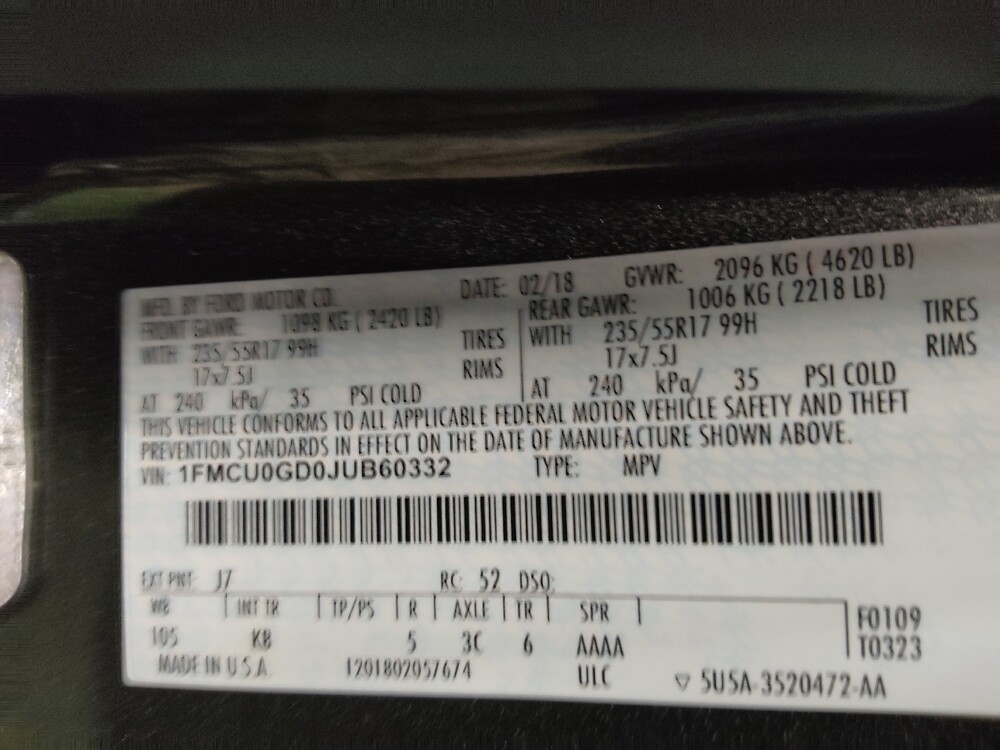 MFD. BY FORD MOTOR CO. DATE: 02/18 GVWR: 2096 KG ( 4620 LB)
FRONT GAWR: 1098 KG ( 2420 LB) REAR GAWR: 1006 KG ( 2218 LB)
WITH 235/55R17 99H TIRES WITH 235/55R17 99H TIRES
17x7.5J RIMS 17x7.5J RIMS
AT 240 kPa/ 35 PSI COLD AT 240 kPa/ 35 PSI COLD
THIS VEHICLE CONFORMS TO ALL APPLICABLE FEDERAL MOTOR VEHICLE SAFETY AND THEFT
PREVENTION STANDARDS IN EFFECT ON THE DATE OF MANUFACTURE SHOWN ABOVE.
VIN: 1FMCU0GD0JUB60332 TYPE: MPV
EXT PNT: J7 RC: 52 DSO:
WB INT TR TP/PS R AXLE TR SPR F0109
105 K8 5 3C 6 AAAA T0323
MADE IN U.S.A. 1201802057674 ULC ▽ 5U5A-3520472-AA